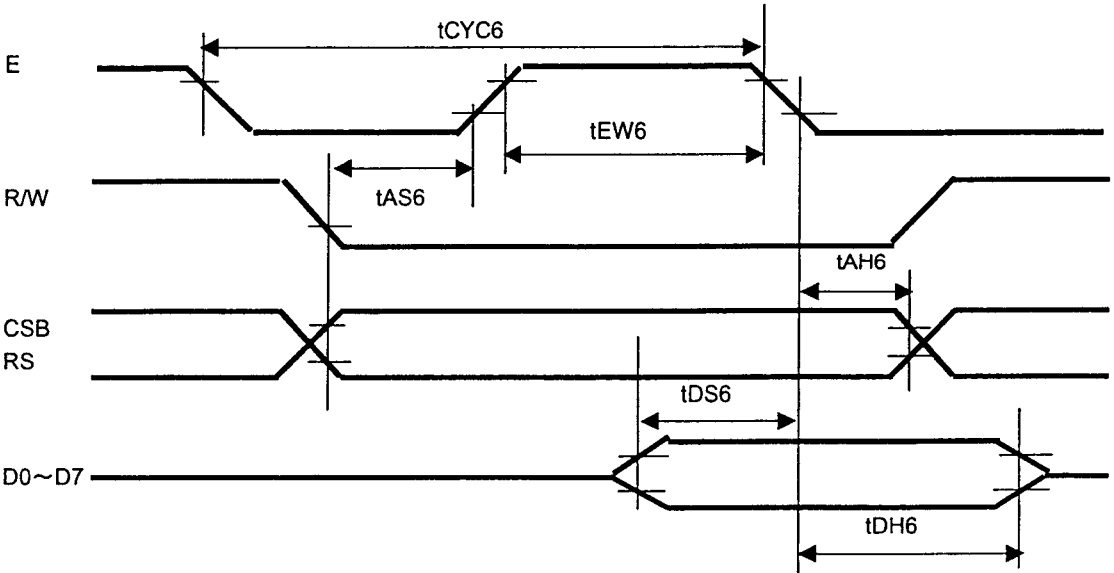 tCYC6
E
tEW6
tAS6
R/W
tAH6
CSB
RS
tDS6
D0～D7
tDH6